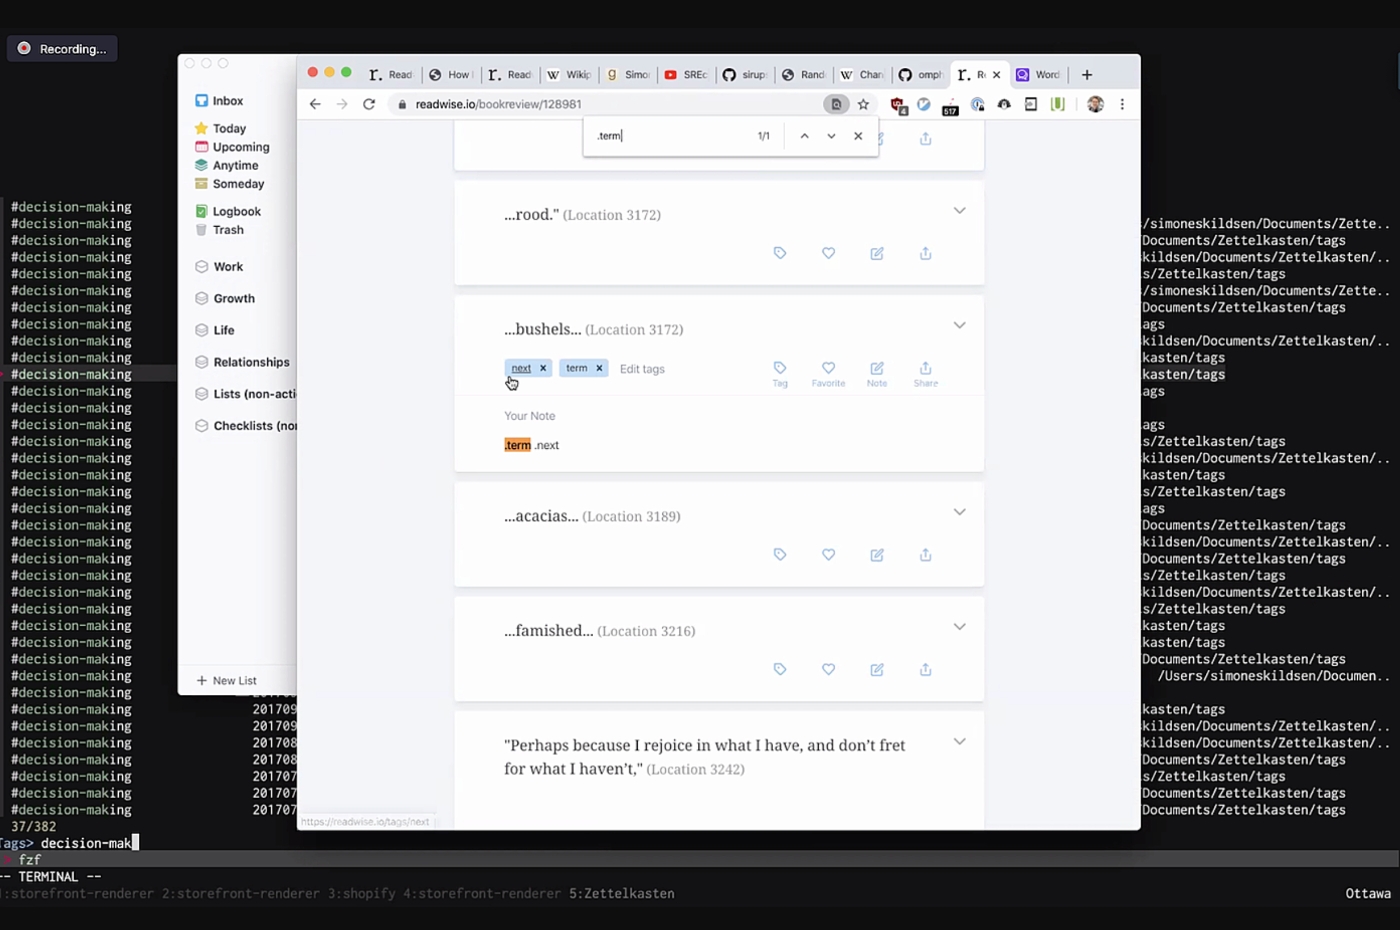 Recording...
Read
How
Read
Wikip
Simo
SREc
sirup
Rand
Chan
omph
Re
Word
readwise.io/bookreview/128981
4
517
.term
1/1
Inbox
Today
Upcoming
Anytime
Someday
Logbook
Trash
Work
Growth
Life
Relationships
Lists (non-acti
Checklists (no
+ New List
...rood." (Location 3172)
...bushels... (Location 3172)
next ×
term ×
Edit tags
Tag
Favorite
Note
Share
Your Note
.term .next
...acacias... (Location 3189)
...famished... (Location 3216)
"Perhaps because I rejoice in what I have, and don't fret
for what I haven't," (Location 3242)
https://readwise.io/tags/next
#decision-making
#decision-making /simoneskildsen/Documents/Zette..
#decision-making Documents/Zettelkasten/tags
#decision-making kildsen/Documents/Zettelkasten/..
#decision-making s/Zettelkasten/tags
#decision-making /simoneskildsen/Documents/Zette..
#decision-making Documents/Zettelkasten/tags
#decision-making ags
#decision-making kildsen/Documents/Zettelkasten/..
#decision-making kasten/tags
#decision-making kasten/tags
#decision-making ags
#decision-making
#decision-making ags
#decision-making s/Zettelkasten/tags
#decision-making kildsen/Documents/Zettelkasten/..
#decision-making kasten/tags
#decision-making s/Zettelkasten/tags
#decision-making ags
#decision-making Documents/Zettelkasten/tags
#decision-making kildsen/Documents/Zettelkasten/..
#decision-making Documents/Zettelkasten/tags
#decision-making s/Zettelkasten/tags
#decision-making kildsen/Documents/Zettelkasten/..
#decision-making s/Zettelkasten/tags
#decision-making kasten/tags
#decision-making kasten/tags
#decision-making Documents/Zettelkasten/tags
#decision-making /Users/simoneskildsen/Documen..
#decision-making
#decision-making 201709 kasten/tags
#decision-making 201709 kildsen/Documents/Zettelkasten/..
#decision-making 201708 kildsen/Documents/Zettelkasten/..
#decision-making 201708 Documents/Zettelkasten/tags
#decision-making 201707 s/Zettelkasten/tags
#decision-making 201707 Documents/Zettelkasten/tags
#decision-making 201707 Documents/Zettelkasten/tags
37/382
Tags> decision-mak
fzf
-- TERMINAL --
1:storefront-renderer 2:storefront-renderer 3:shopify 4:storefront-renderer 5:Zettelkasten
Ottawa